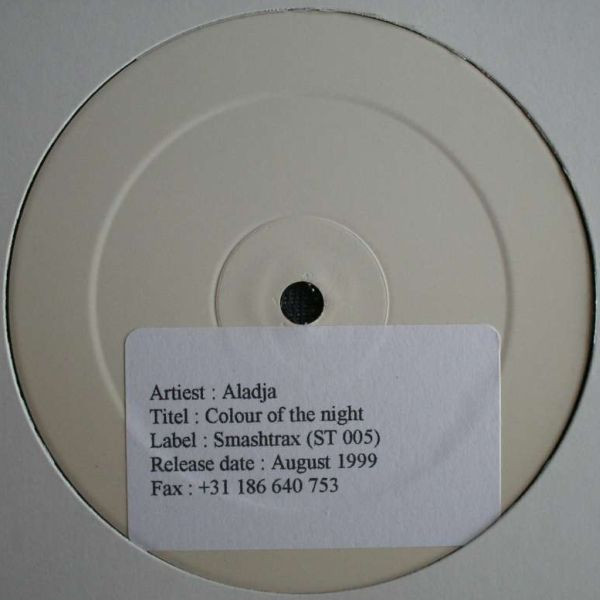 Artiest : Aladja
Titel : Colour of the night
Label : Smashtrax (ST 005)
Release date : August 1999
Fax : +31 186 640 753